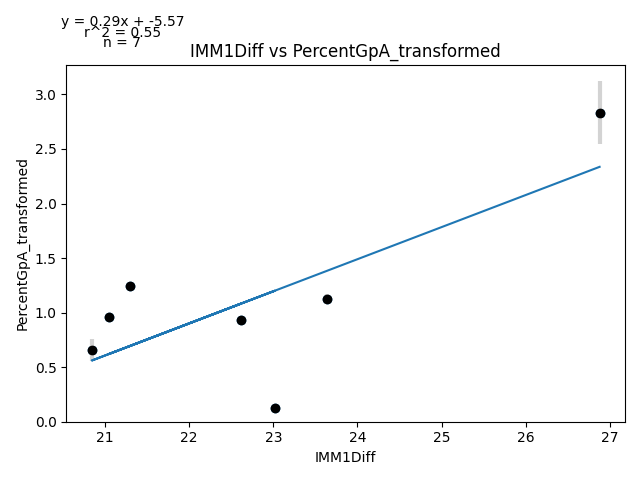 y = 0.29x + -5.57
r^2 = 0.55
n = 7
IMM1Diff vs PercentGpA_transformed
PercentGpA_transformed
3.0
2.5
2.0
1.5
1.0
0.5
0.0
21 22 23 24 25 26 27
IMM1Diff